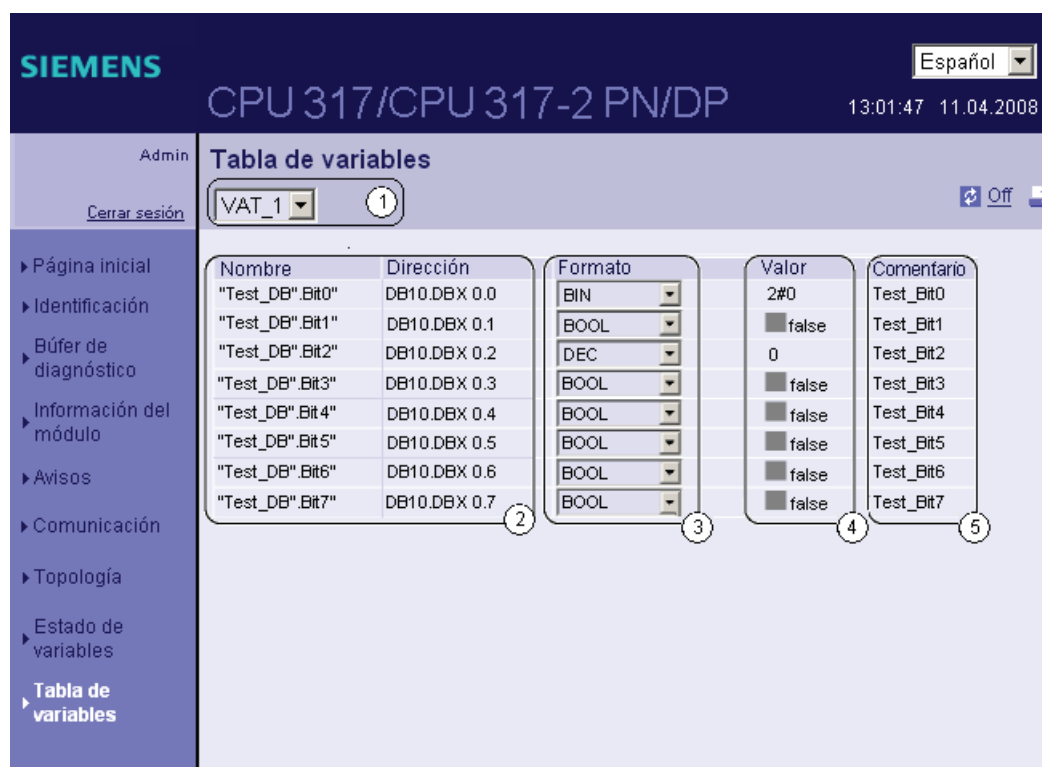 SIEMENS
Español
CPU 317/CPU 317-2 PN/DP
13:01:47 11.04.2008
Admin
Tabla de variables
Cerrar sesión
VAT_1
1
Off
Página inicial
Identificación
Búfer de
diagnóstico
Información del
módulo
Avisos
Comunicación
Topología
Estado de
variables
Tabla de
variables
Nombre Dirección Formato Valor Comentario
"Test_DB".Bit0" DB10.DBX 0.0 BIN 2#0 Test_Bit0
"Test_DB".Bit1" DB10.DBX 0.1 BOOL false Test_Bit1
"Test_DB".Bit2" DB10.DBX 0.2 DEC 0 Test_Bit2
"Test_DB".Bit3" DB10.DBX 0.3 BOOL false Test_Bit3
"Test_DB".Bit4" DB10.DBX 0.4 BOOL false Test_Bit4
"Test_DB".Bit5" DB10.DBX 0.5 BOOL false Test_Bit5
"Test_DB".Bit6" DB10.DBX 0.6 BOOL false Test_Bit6
"Test_DB".Bit7" DB10.DBX 0.7 BOOL false Test_Bit7
2 3 4 5